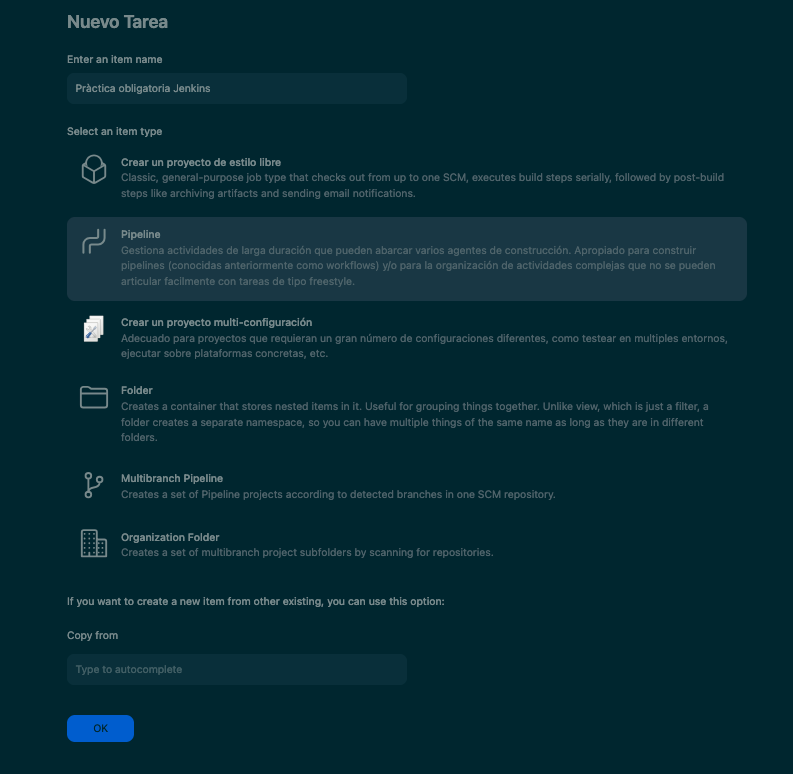 Nuevo Tarea
Enter an item name
Pràctica obligatoria Jenkins
Select an item type
Crear un proyecto de estilo libre
Classic, general-purpose job type that checks out from up to one SCM, executes build steps serially, followed by post-build
steps like archiving artifacts and sending email notifications.
Pipeline
Gestiona actividades de larga duración que pueden abarcar varios agentes de construcción. Apropiado para construir
pipelines (conocidas anteriormente como workflows) y/o para la organización de actividades complejas que no se pueden
articular facilmente con tareas de tipo freestyle.
Crear un proyecto multi-configuración
Adecuado para proyectos que requieran un gran número de configuraciones diferentes, como testear en multiples entornos,
ejecutar sobre plataformas concretas, etc.
Folder
Creates a container that stores nested items in it. Useful for grouping things together. Unlike view, which is just a filter, a
folder creates a separate namespace, so you can have multiple things of the same name as long as they are in different
folders.
Multibranch Pipeline
Creates a set of Pipeline projects according to detected branches in one SCM repository.
Organization Folder
Creates a set of multibranch project subfolders by scanning for repositories.
If you want to create a new item from other existing, you can use this option:
Copy from
Type to autocomplete
OK